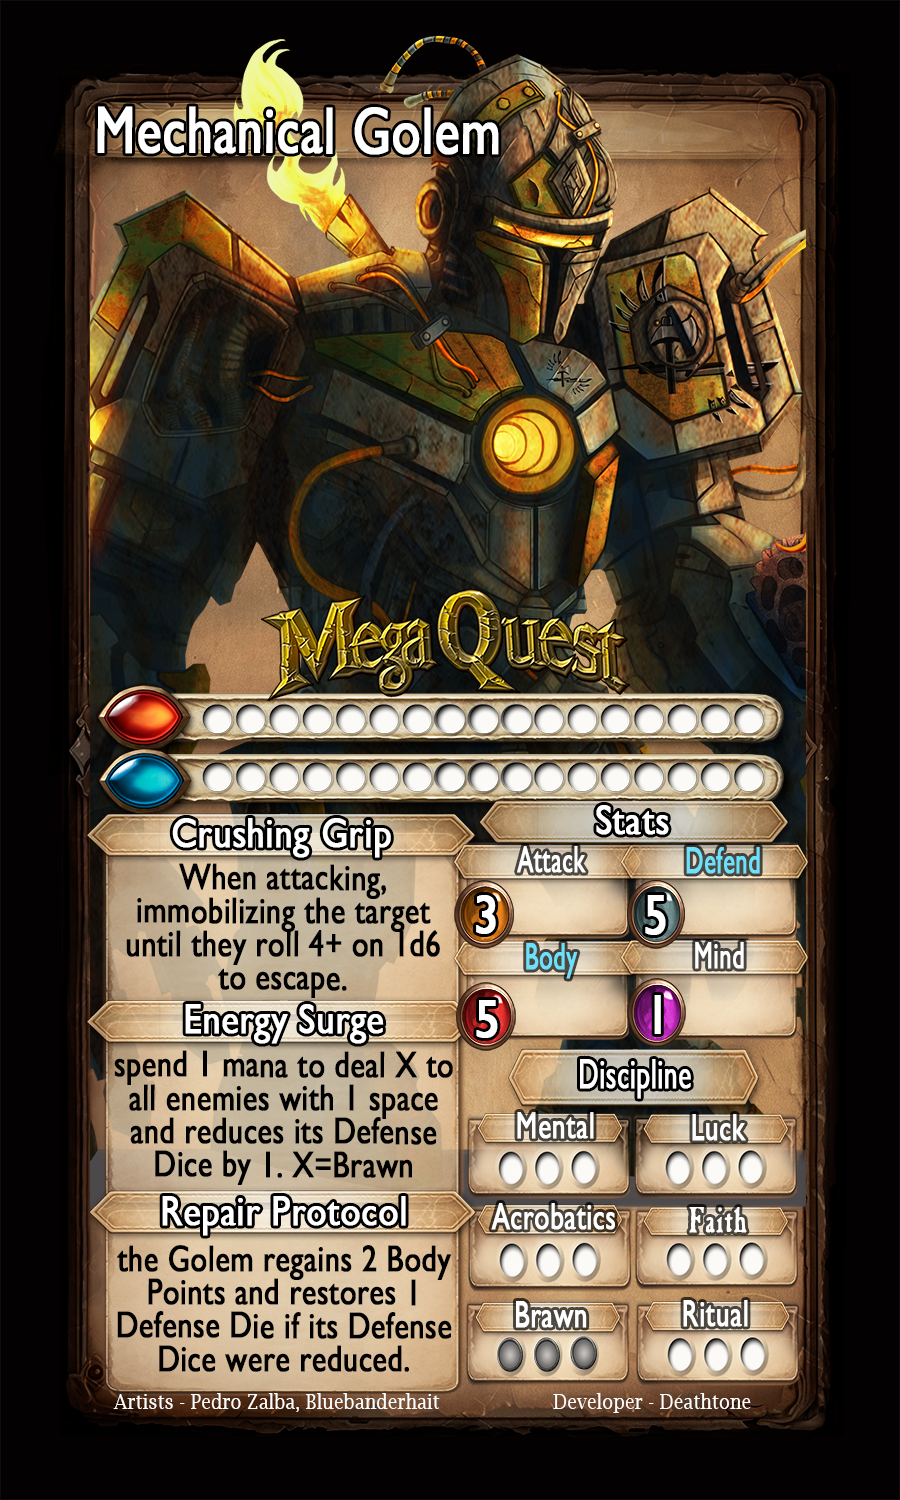 Mechanical Golem
Mega Quest
Crushing Grip
When attacking,
immobilizing the target
until they roll 4+ on 1d6
to escape.
Energy Surge
spend 1 mana to deal X to
all enemies with 1 space
and reduces its Defense
Dice by 1. X=Brawn
Repair Protocol
the Golem regains 2 Body
Points and restores 1
Defense Die if its Defense
Dice were reduced.
Stats
Attack Defend
3 5
Body Mind
5 1
Discipline
Mental Luck
Acrobatics Faith
Brawn Ritual
Artists - Pedro Zalba, Bluebanderhait
Developer - Deathtone